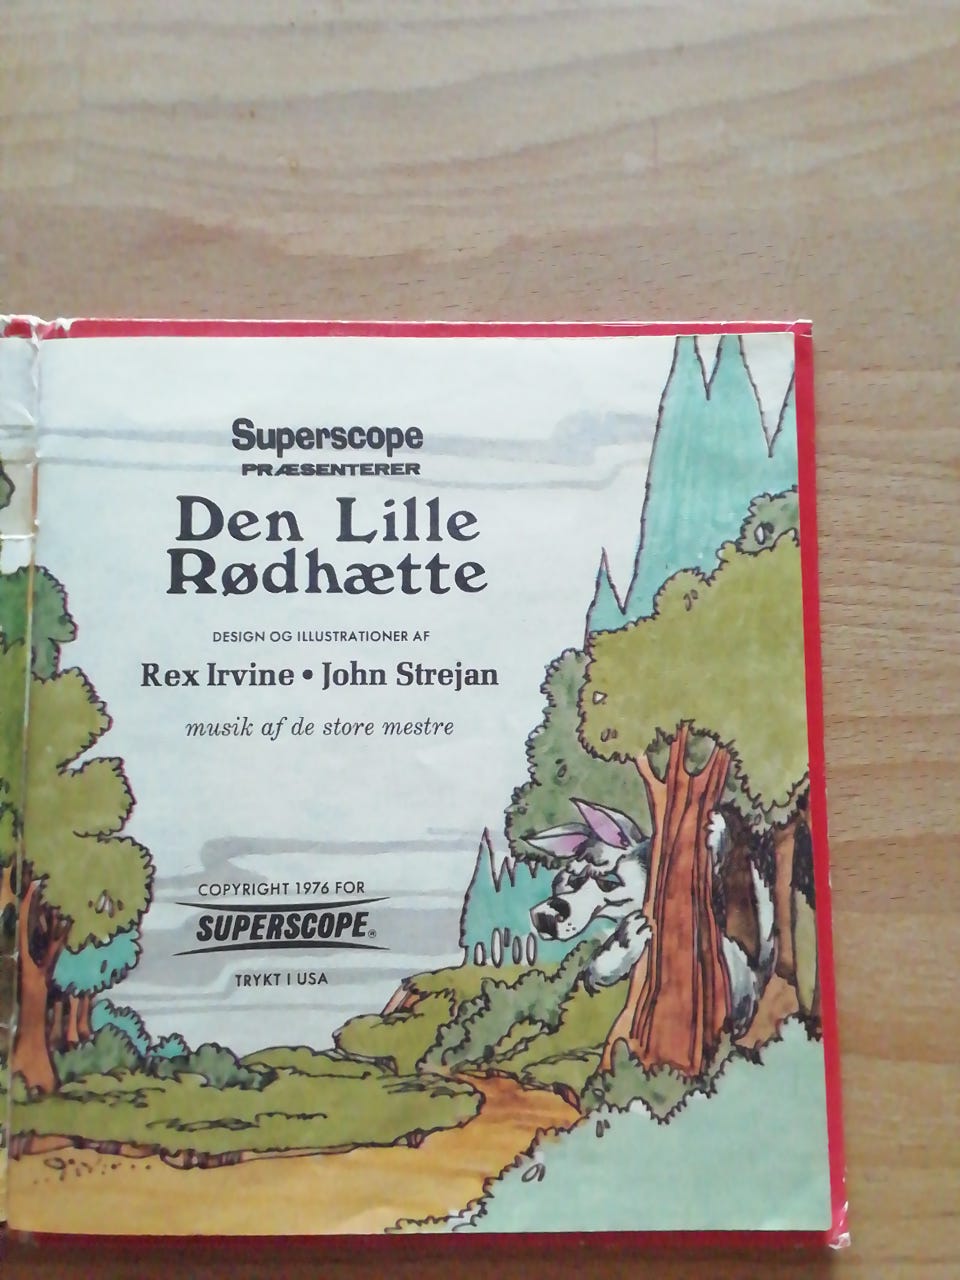 Superscope
PRÆSENTERER
Den Lille
Rødhætte
DESIGN OG ILLUSTRATIONER AF
Rex Irvine • John Strejan
musik af de store mestre
COPYRIGHT 1976 FOR
SUPERSCOPE®
TRYKT I USA